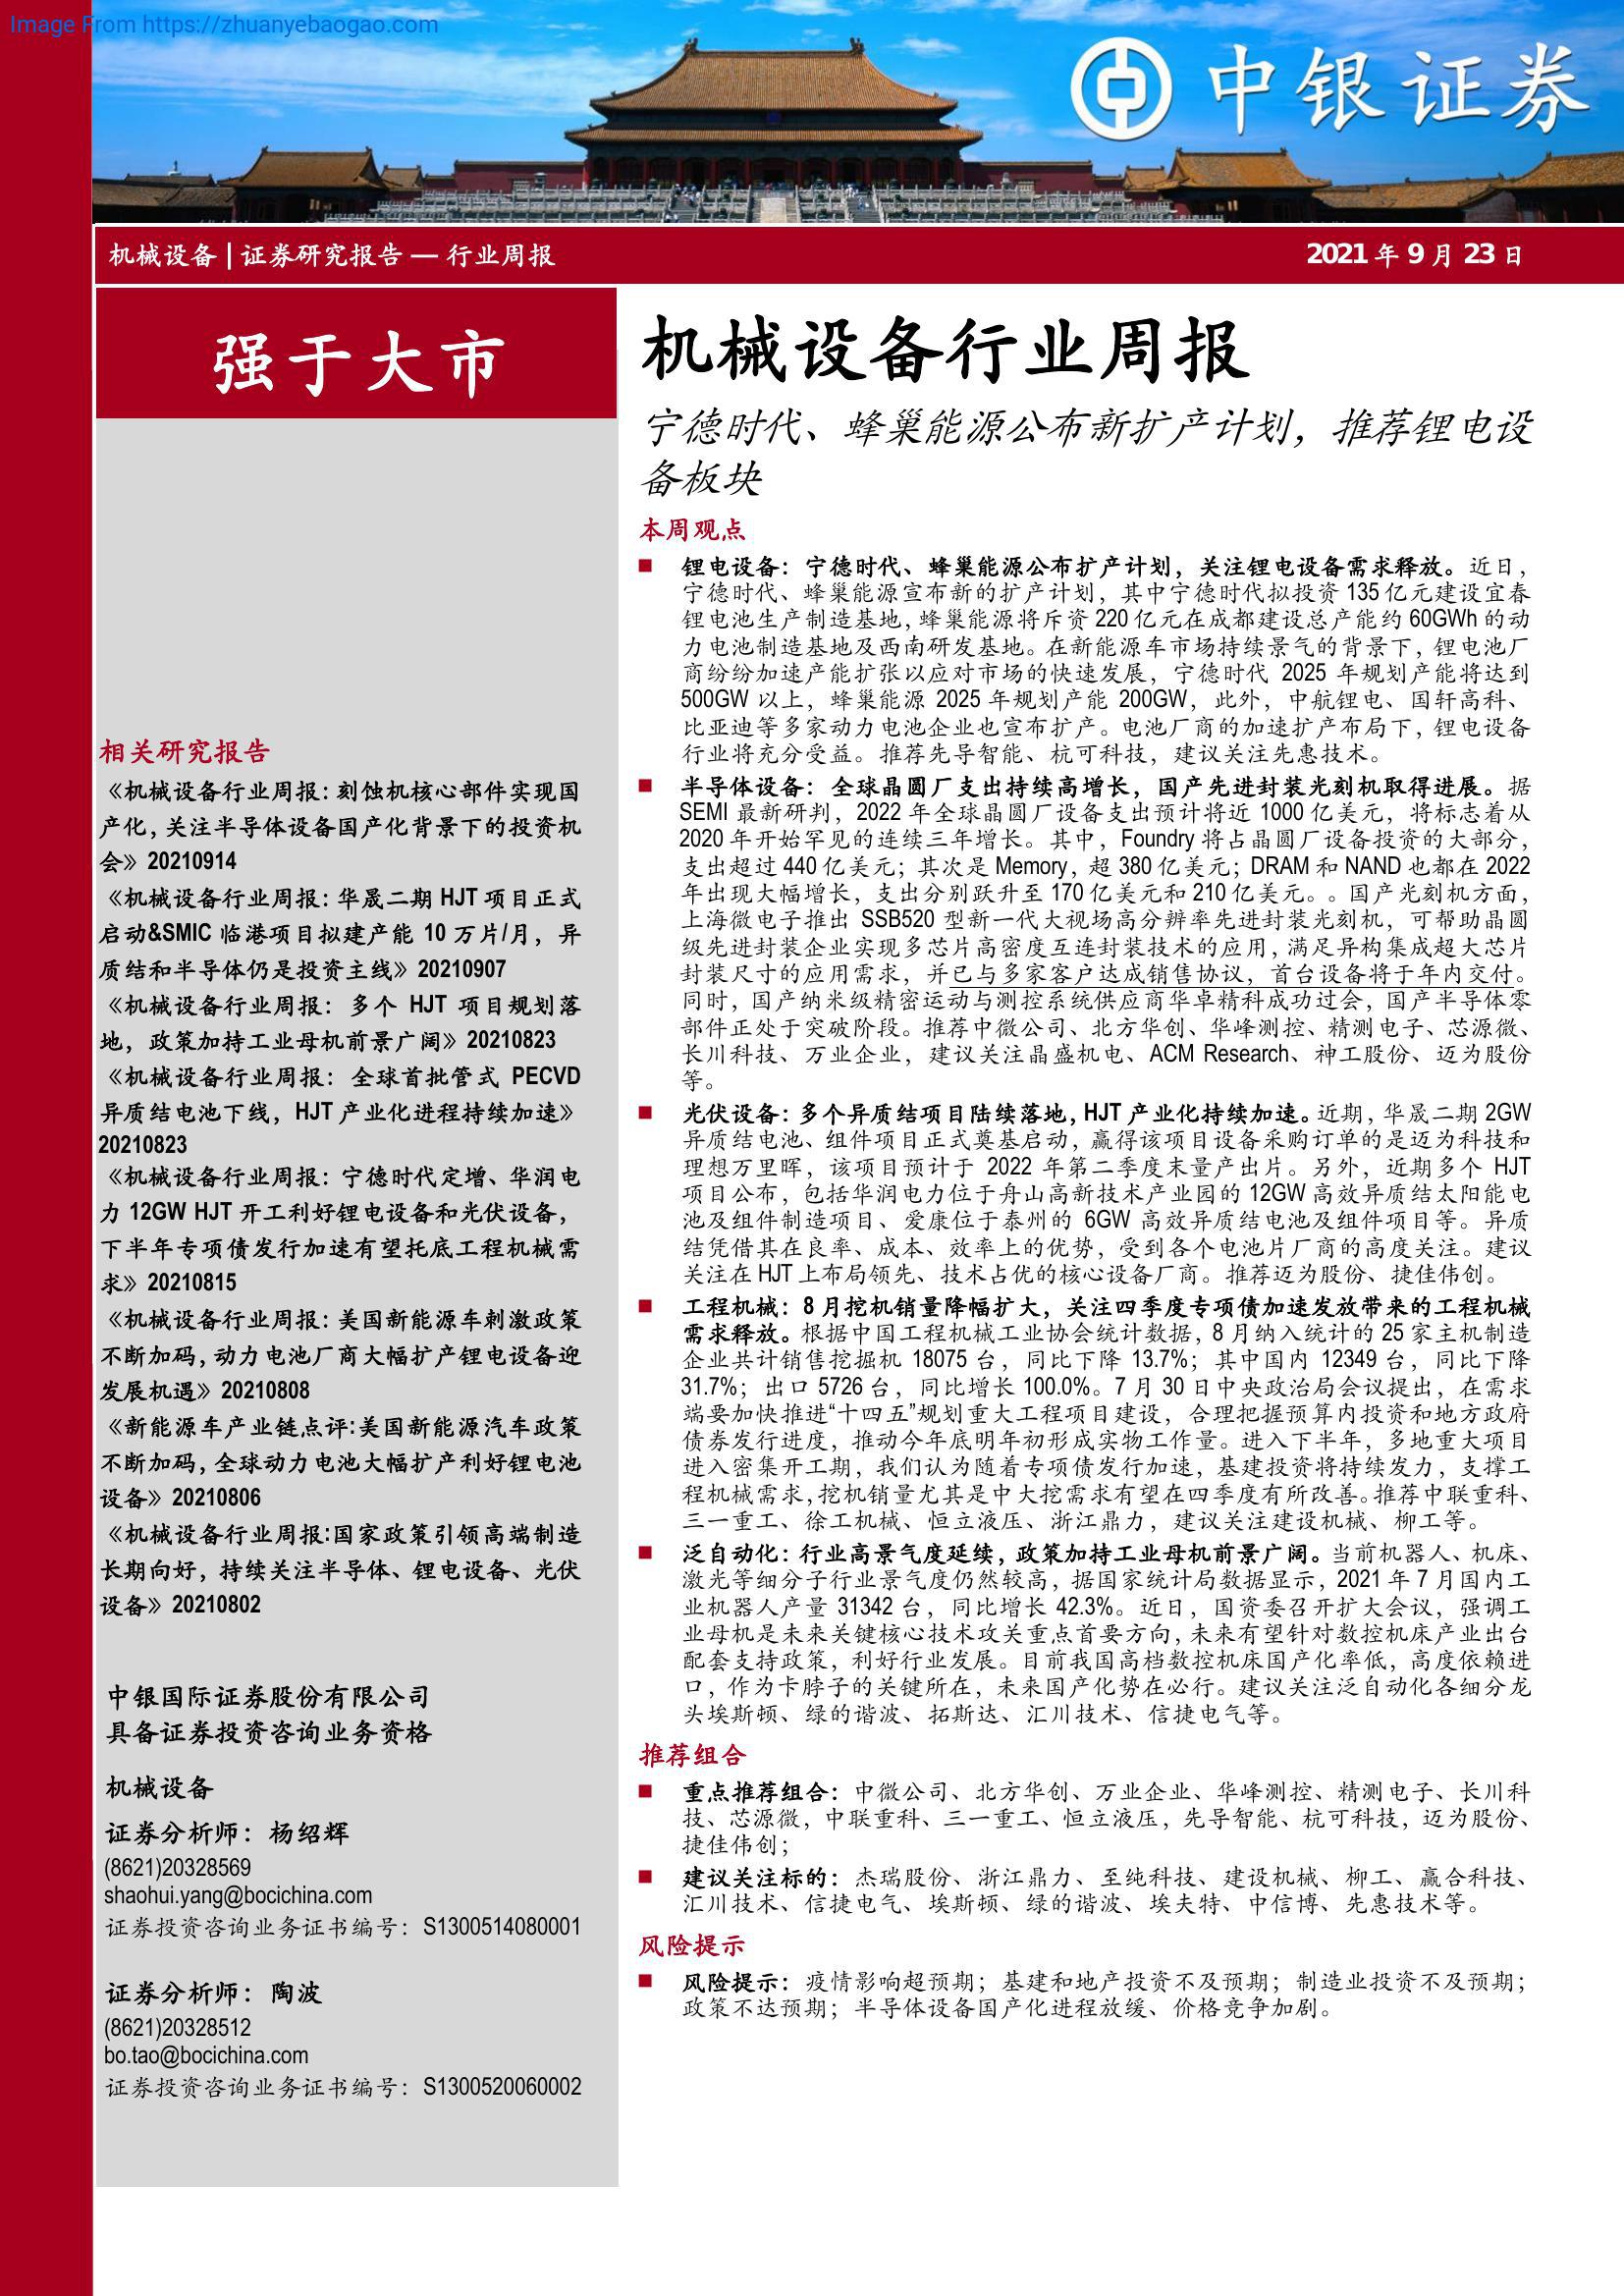 Image From https://zhuanyebaogao.com
中银证券
机械设备 | 证券研究报告 — 行业周报
2021 年 9 月 23 日
强于大市
相关研究报告
《机械设备行业周报：刻蚀机核心部件实现国
产化，关注半导体设备国产化背景下的投资机
会》20210914
《机械设备行业周报：华晟二期 HJT 项目正式
启动&SMIC 临港项目拟建产能 10 万片/月，异
质结和半导体仍是投资主线》20210907
《机械设备行业周报：多个 HJT 项目规划落
地，政策加持工业母机前景广阔》20210823
《机械设备行业周报：全球首批管式 PECVD
异质结电池下线，HJT 产业化进程持续加速》
20210823
《机械设备行业周报：宁德时代定增、华润电
力 12GW HJT 开工利好锂电设备和光伏设备，
下半年专项债发行加速有望托底工程机械需
求》20210815
《机械设备行业周报：美国新能源车刺激政策
不断加码，动力电池厂商大幅扩产锂电设备迎
发展机遇》20210808
《新能源车产业链点评:美国新能源汽车政策
不断加码，全球动力电池大幅扩产利好锂电池
设备》20210806
《机械设备行业周报:国家政策引领高端制造
长期向好，持续关注半导体、锂电设备、光伏
设备》20210802
中银国际证券股份有限公司
具备证券投资咨询业务资格
机械设备
证券分析师：杨绍辉
(8621)20328569
shaohui.yang@bocichina.com
证券投资咨询业务证书编号：S1300514080001
证券分析师：陶波
(8621)20328512
bo.tao@bocichina.com
证券投资咨询业务证书编号：S1300520060002
机械设备行业周报
宁德时代、蜂巢能源公布新扩产计划，推荐锂电设
备板块
本周观点
■ 锂电设备：宁德时代、蜂巢能源公布扩产计划，关注锂电设备需求释放。近日，
宁德时代、蜂巢能源宣布新的扩产计划，其中宁德时代拟投资 135 亿元建设宜春
锂电池生产制造基地，蜂巢能源将斥资 220 亿元在成都建设总产能约 60GWh 的动
力电池制造基地及西南研发基地。在新能源车市场持续景气的背景下，锂电池厂
商纷纷加速产能扩张以应对市场的快速发展，宁德时代 2025 年规划产能将达到
500GW 以上，蜂巢能源 2025 年规划产能 200GW，此外，中航锂电、国轩高科、
比亚迪等多家动力电池企业也宣布扩产。电池厂商的加速扩产布局下，锂电设备
行业将充分受益。推荐先导智能、杭可科技，建议关注先惠技术。
■ 半导体设备：全球晶圆厂支出持续高增长，国产先进封装光刻机取得进展。据
SEMI 最新研判，2022 年全球晶圆厂设备支出预计将近 1000 亿美元，将标志着从
2020 年开始罕见的连续三年增长。其中，Foundry 将占晶圆厂设备投资的大部分，
支出超过 440 亿美元；其次是 Memory，超 380 亿美元；DRAM 和 NAND 也都在 2022
年出现大幅增长，支出分别跃升至 170 亿美元和 210 亿美元。。国产光刻机方面，
上海微电子推出 SSB520 型新一代大视场高分辨率先进封装光刻机，可帮助晶圆
级先进封装企业实现多芯片高密度互连封装技术的应用，满足异构集成超大芯片
封装尺寸的应用需求，并已与多家客户达成销售协议，首台设备将于年内交付。
同时，国产纳米级精密运动与测控系统供应商华卓精科成功过会，国产半导体零
部件正处于突破阶段。推荐中微公司、北方华创、华峰测控、精测电子、芯源微、
长川科技、万业企业，建议关注晶盛机电、ACM Research、神工股份、迈为股份
等。
■ 光伏设备：多个异质结项目陆续落地，HJT 产业化持续加速。近期，华晟二期 2GW
异质结电池、组件项目正式奠基启动，赢得该项目设备采购订单的是迈为科技和
理想万里晖，该项目预计于 2022 年第二季度末量产出片。另外，近期多个 HJT
项目公布，包括华润电力位于舟山高新技术产业园的 12GW 高效异质结太阳能电
池及组件制造项目、爱康位于泰州的 6GW 高效异质结电池及组件项目等。异质
结凭借其在良率、成本、效率上的优势，受到各个电池片厂商的高度关注。建议
关注在 HJT 上布局领先、技术占优的核心设备厂商。推荐迈为股份、捷佳伟创。
■ 工程机械：8 月挖机销量降幅扩大，关注四季度专项债加速发放带来的工程机械
需求释放。根据中国工程机械工业协会统计数据，8 月纳入统计的 25 家主机制造
企业共计销售挖掘机 18075 台，同比下降 13.7%；其中国内 12349 台，同比下降
31.7%；出口 5726 台，同比增长 100.0%。7 月 30 日中央政治局会议提出，在需求
端要加快推进“十四五”规划重大工程项目建设，合理把握预算内投资和地方政府
债券发行进度，推动今年底明年初形成实物工作量。进入下半年，多地重大项目
进入密集开工期，我们认为随着专项债发行加速，基建投资将持续发力，支撑工
程机械需求，挖机销量尤其是中大挖需求有望在四季度有所改善。推荐中联重科、
三一重工、徐工机械、恒立液压、浙江鼎力，建议关注建设机械、柳工等。
■ 泛自动化：行业高景气度延续，政策加持工业母机前景广阔。当前机器人、机床、
激光等细分子行业景气度仍然较高，据国家统计局数据显示，2021 年 7 月国内工
业机器人产量 31342 台，同比增长 42.3%。近日，国资委召开扩大会议，强调工
业母机是未来关键核心技术攻关重点首要方向，未来有望针对数控机床产业出台
配套支持政策，利好行业发展。目前我国高档数控机床国产化率低，高度依赖进
口，作为卡脖子的关键所在，未来国产化势在必行。建议关注泛自动化各细分龙
头埃斯顿、绿的谐波、拓斯达、汇川技术、信捷电气等。
推荐组合
■ 重点推荐组合：中微公司、北方华创、万业企业、华峰测控、精测电子、长川科
技、芯源微，中联重科、三一重工、恒立液压，先导智能、杭可科技，迈为股份、
捷佳伟创；
■ 建议关注标的：杰瑞股份、浙江鼎力、至纯科技、建设机械、柳工、赢合科技、
汇川技术、信捷电气、埃斯顿、绿的谐波、埃夫特、中信博、先惠技术等。
风险提示
■ 风险提示：疫情影响超预期；基建和地产投资不及预期；制造业投资不及预期；
政策不达预期；半导体设备国产化进程放缓、价格竞争加剧。